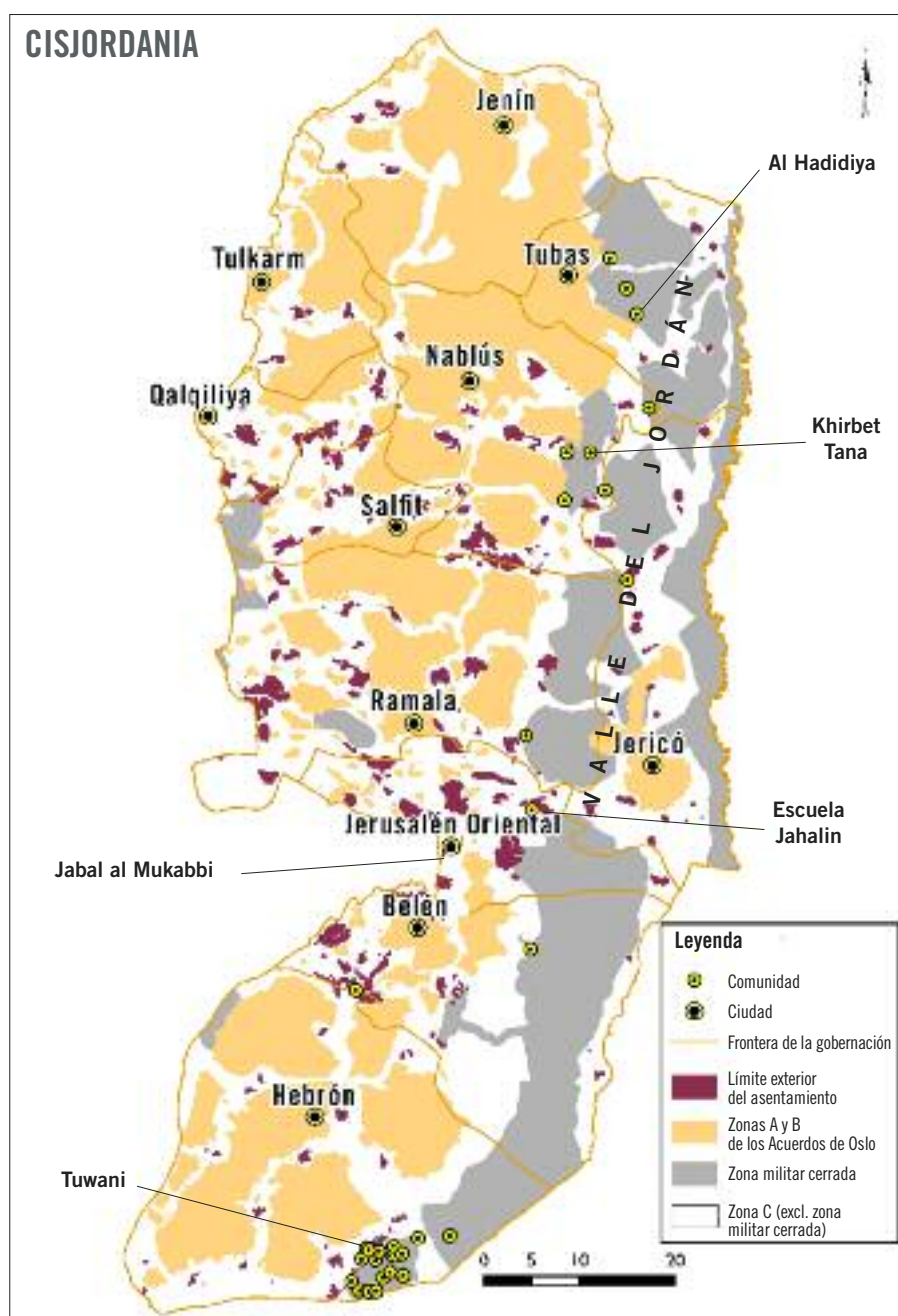 CISJORDANIA
Jenín
Al Hadidiya
Tulkarm
Tubas
Nablús
Qalqiliya
Khirbet
Tana
Salfit
VALLE DEL JORDÁN
Ramala
Jericó
Escuela
Jahalin
Jerusalén Oriental
Jabal al Mukabbi
Belén
Hebrón
Tuwani
Leyenda
Comunidad
Ciudad
Frontera de la gobernación
Límite exterior
del asentamiento
Zonas A y B
de los Acuerdos de Oslo
Zona militar cerrada
Zona C (excl. zona
militar cerrada)
0 5 10 20